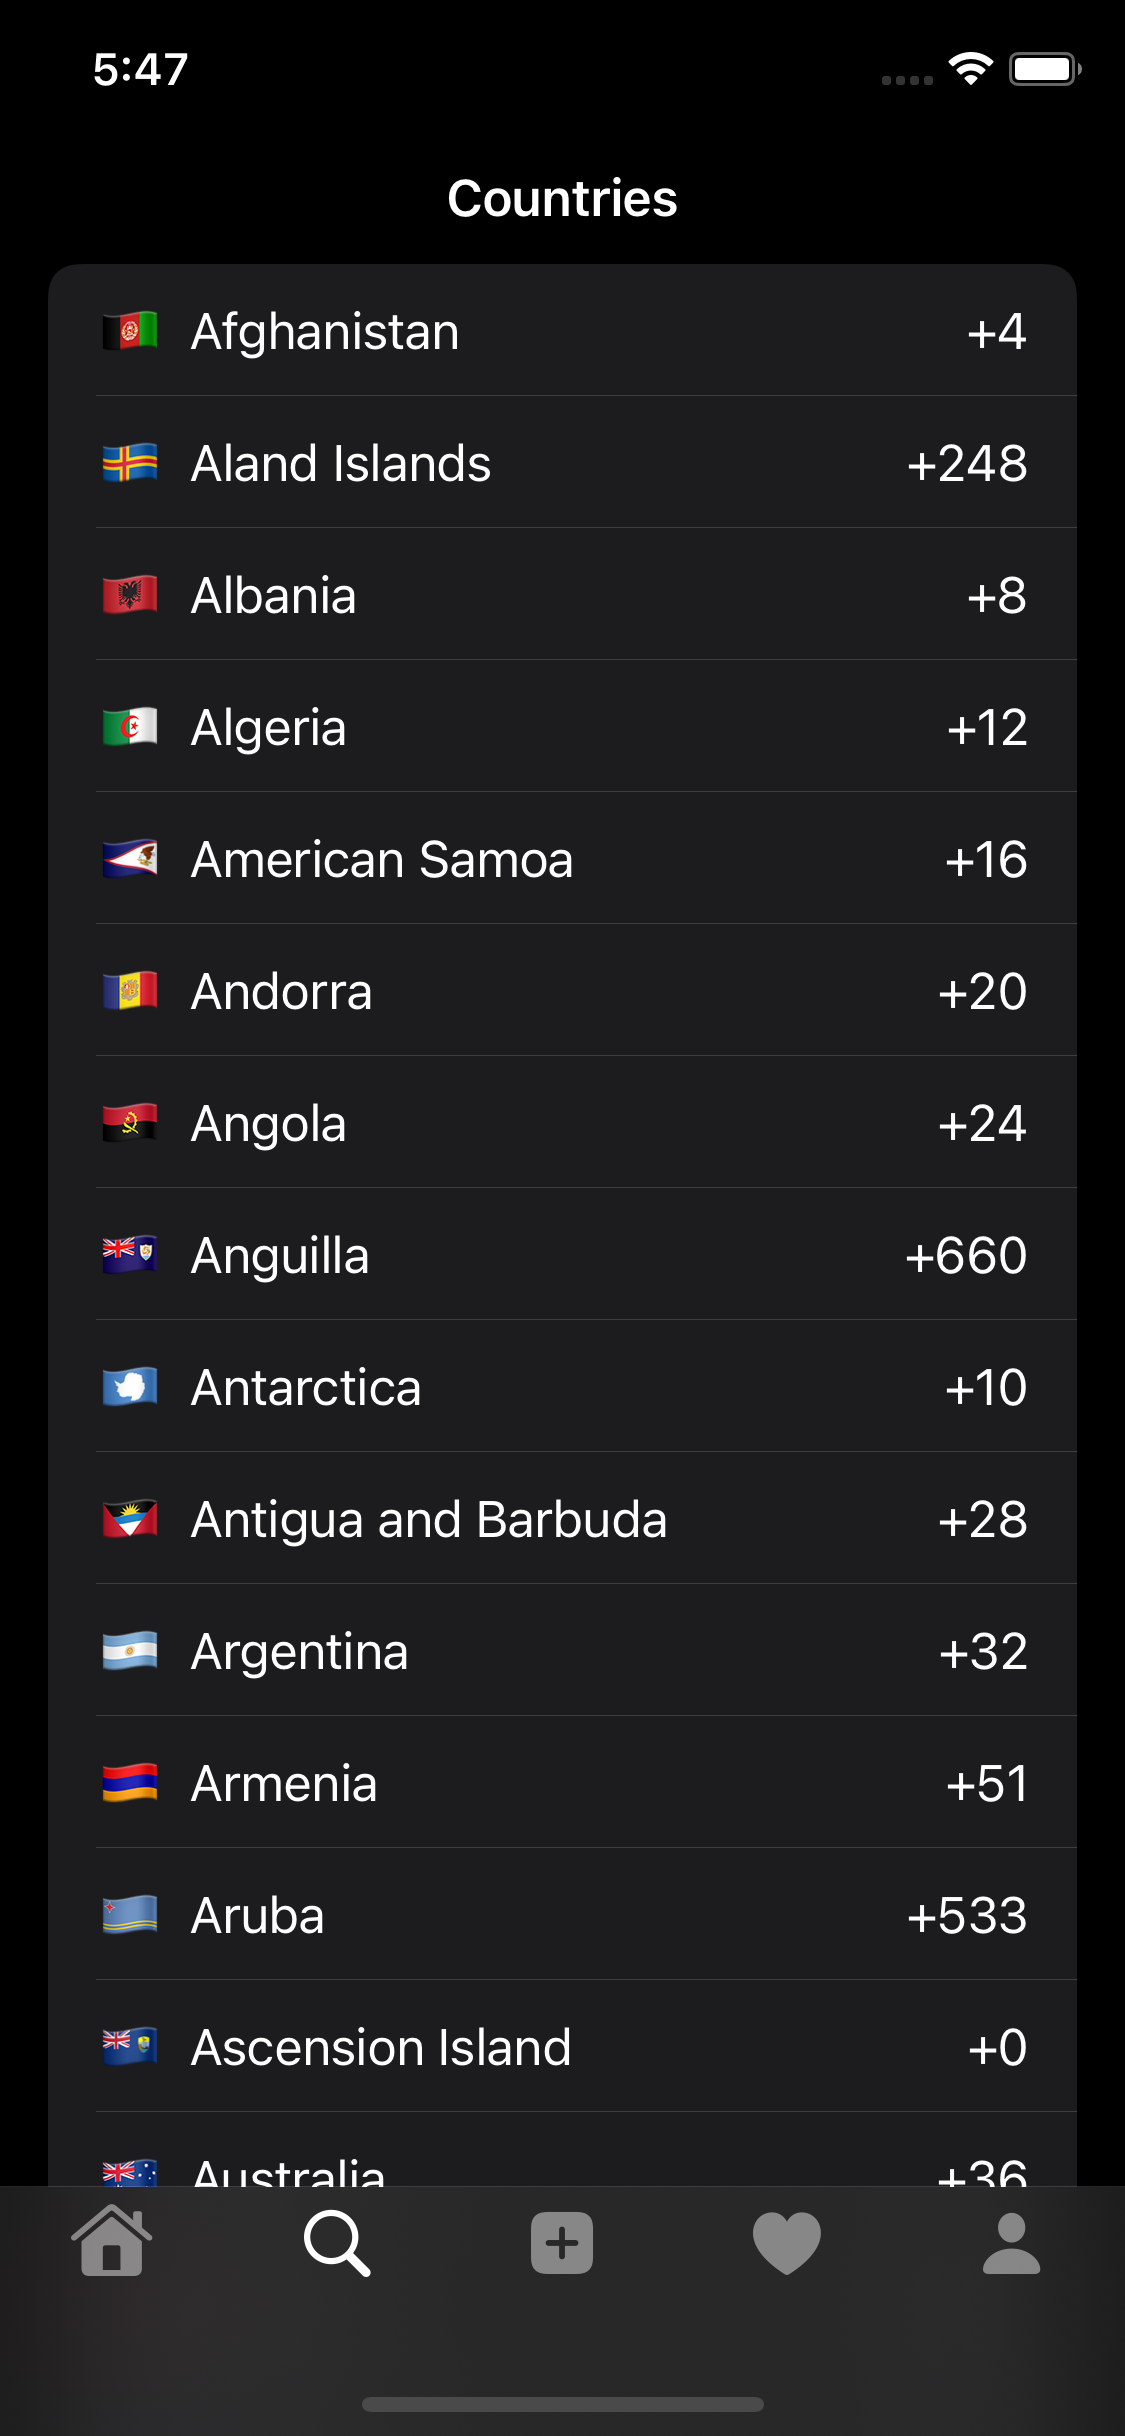 5:47
Countries
Afghanistan +4
Aland Islands +248
Albania +8
Algeria +12
American Samoa +16
Andorra +20
Angola +24
Anguilla +660
Antarctica +10
Antigua and Barbuda +28
Argentina +32
Armenia +51
Aruba +533
Ascension Island +0
Australia +36